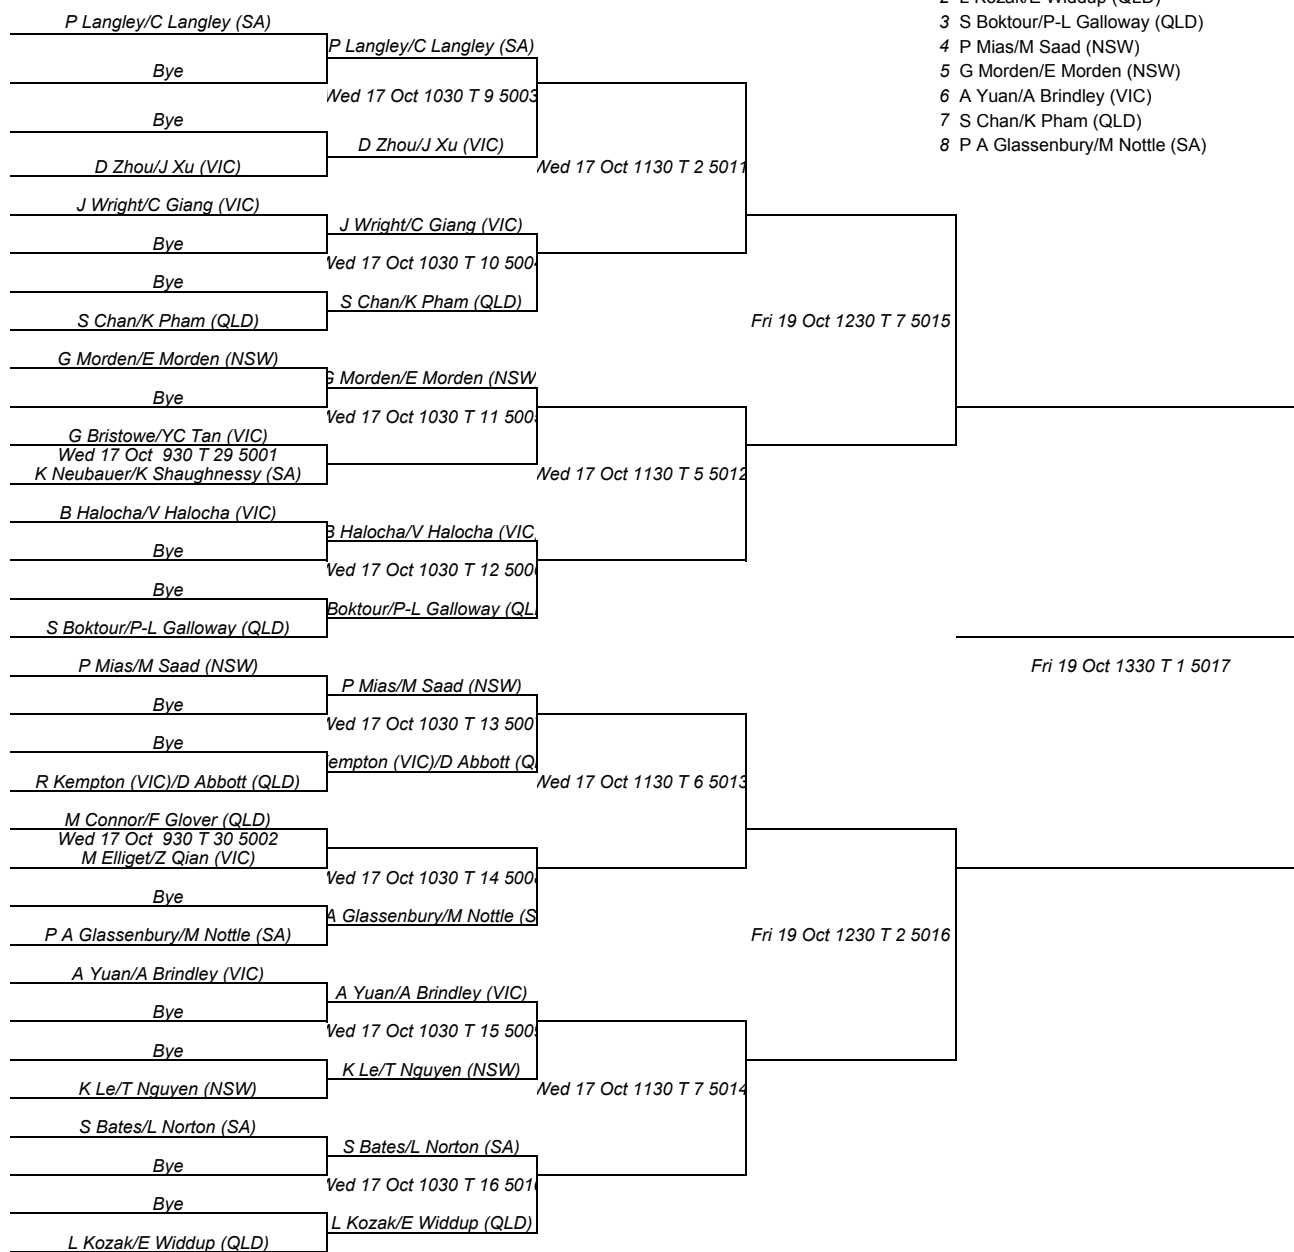 2 L Kozak/E Widdup (QLD)
3 S Boktour/P-L Galloway (QLD)
4 P Mias/M Saad (NSW)
5 G Morden/E Morden (NSW)
6 A Yuan/A Brindley (VIC)
7 S Chan/K Pham (QLD)
8 P A Glassenbury/M Nottle (SA)
P Langley/C Langley (SA)
Bye
Bye
D Zhou/J Xu (VIC)
J Wright/C Giang (VIC)
Bye
Bye
S Chan/K Pham (QLD)
G Morden/E Morden (NSW)
Bye
G Bristowe/YC Tan (VIC)
Wed 17 Oct 930 T 29 5001
K Neubauer/K Shaughnessy (SA)
B Halocha/V Halocha (VIC)
Bye
Bye
S Boktour/P-L Galloway (QLD)
P Mias/M Saad (NSW)
Bye
Bye
R Kempton (VIC)/D Abbott (QLD)
M Connor/F Glover (QLD)
Wed 17 Oct 930 T 30 5002
M Elliget/Z Qian (VIC)
Bye
P A Glassenbury/M Nottle (SA)
A Yuan/A Brindley (VIC)
Bye
Bye
K Le/T Nguyen (NSW)
S Bates/L Norton (SA)
Bye
Bye
L Kozak/E Widdup (QLD)
P Langley/C Langley (SA)
Wed 17 Oct 1030 T 9 5003
D Zhou/J Xu (VIC)
J Wright/C Giang (VIC)
Wed 17 Oct 1030 T 10 500
S Chan/K Pham (QLD)
G Morden/E Morden (NSW
Wed 17 Oct 1030 T 11 500
B Halocha/V Halocha (VIC
Wed 17 Oct 1030 T 12 500
Boktour/P-L Galloway (QL
P Mias/M Saad (NSW)
Wed 17 Oct 1030 T 13 500
empton (VIC)/D Abbott (Q
Wed 17 Oct 1030 T 14 500
A Glassenbury/M Nottle (S
A Yuan/A Brindley (VIC)
Wed 17 Oct 1030 T 15 500
K Le/T Nguyen (NSW)
S Bates/L Norton (SA)
Wed 17 Oct 1030 T 16 501
L Kozak/E Widdup (QLD)
Wed 17 Oct 1130 T 2 5011
Wed 17 Oct 1130 T 5 5012
Wed 17 Oct 1130 T 6 5013
Wed 17 Oct 1130 T 7 5014
Fri 19 Oct 1230 T 7 5015
Fri 19 Oct 1230 T 2 5016
Fri 19 Oct 1330 T 1 5017